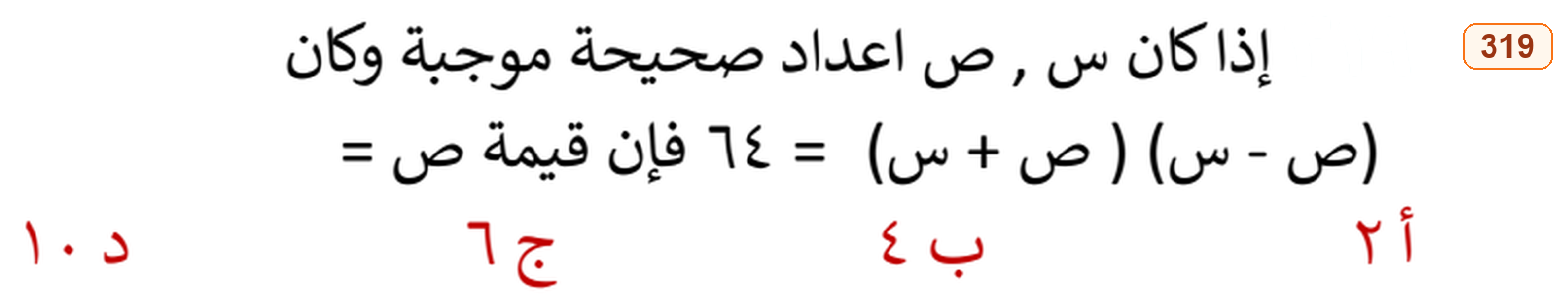 319
إذا كان س , ص اعداد صحيحة موجبة وكان
(ص - س) ( ص + س) = ٦٤ فإن قيمة ص =
أ ٢ ب ٤ ج ٦ د ١٠